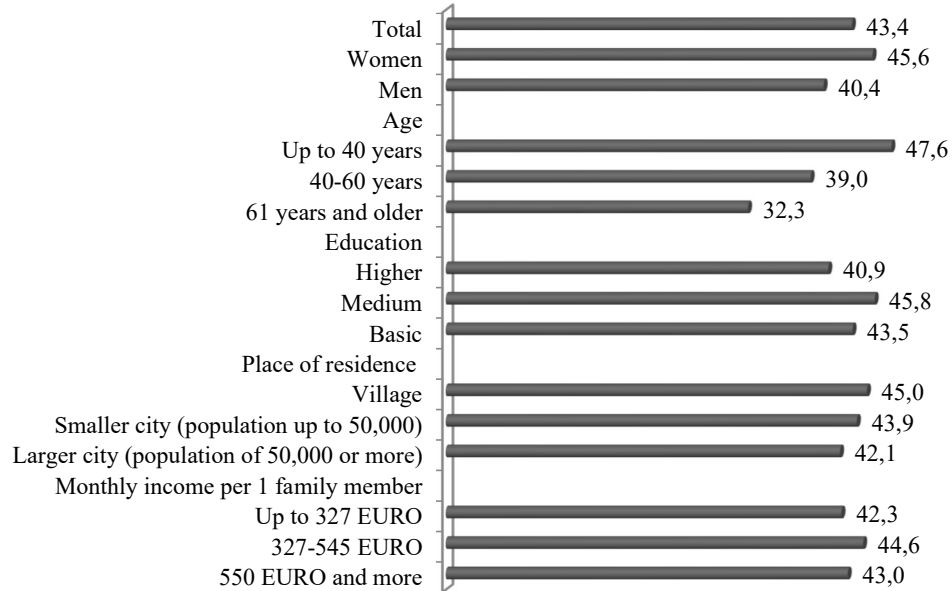 Total 43,4
Women 45,6
Men 40,4
Age
Up to 40 years 47,6
40-60 years 39,0
61 years and older 32,3
Education
Higher 40,9
Medium 45,8
Basic 43,5
Place of residence
Village 45,0
Smaller city (population up to 50,000) 43,9
Larger city (population of 50,000 or more) 42,1
Monthly income per 1 family member
Up to 327 EURO 42,3
327-545 EURO 44,6
550 EURO and more 43,0